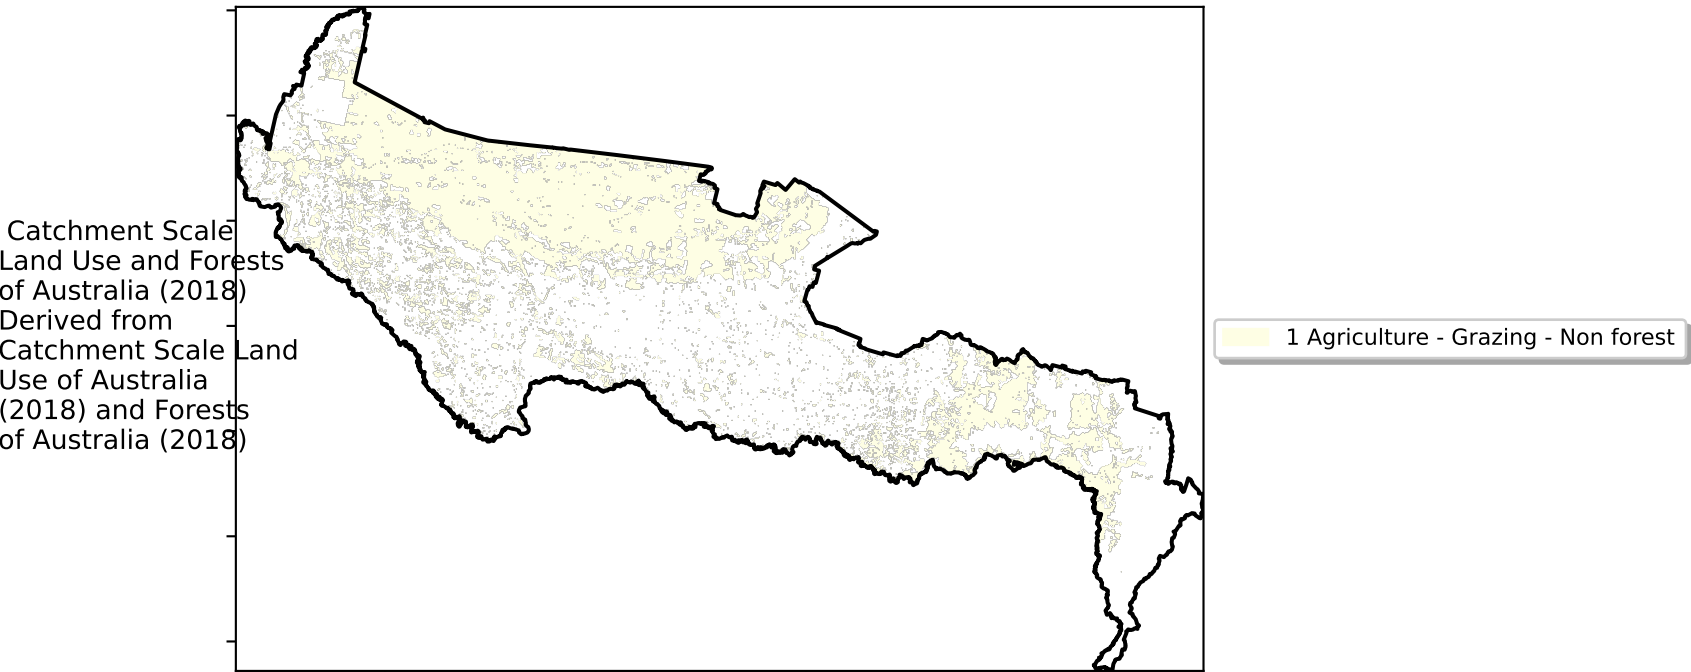 Catchment Scale
Land Use and Forests
of Australia (2018)
Derived from
Catchment Scale Land
Use of Australia
(2018) and Forests
of Australia (2018)
1 Agriculture - Grazing - Non forest